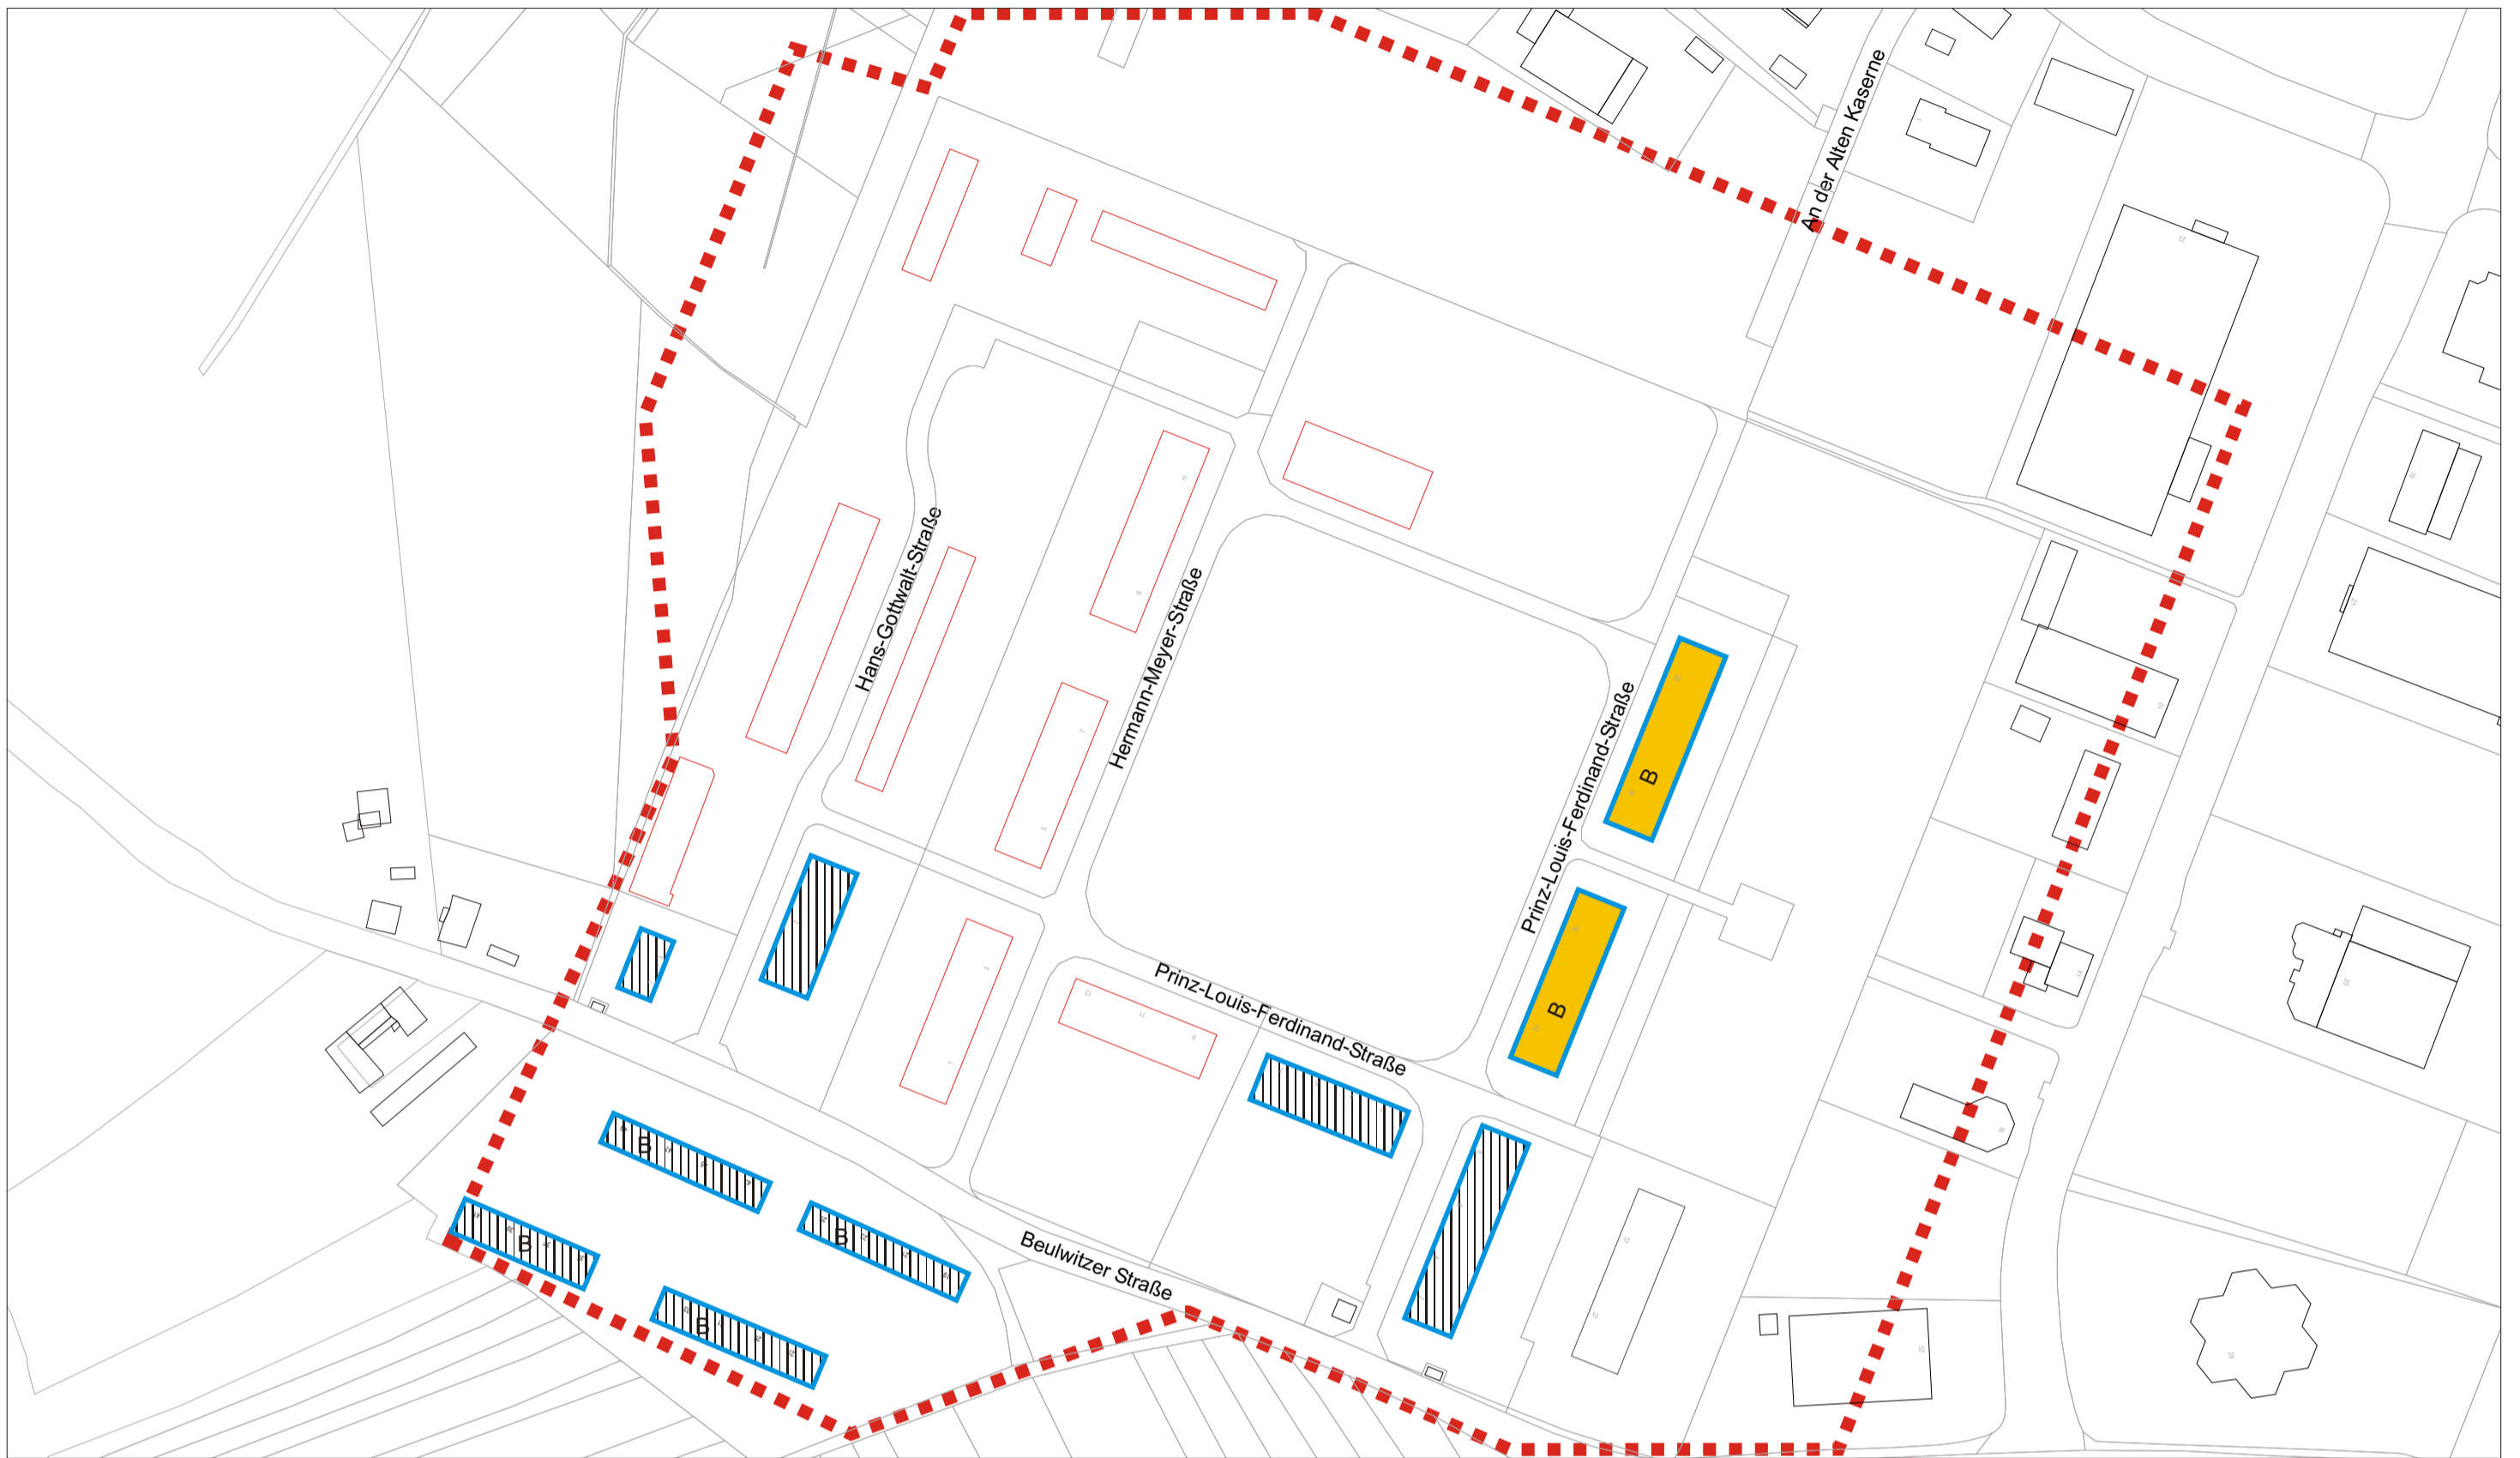 An der Alten Kaserne
Hans-Gottwalt-Straße
Hermann-Meyer-Straße
Prinz-Louis-Ferdinand-Straße
B
B
Prinz-Louis-Ferdinand-Straße
B
B
B
B
Beulwitzer Straße